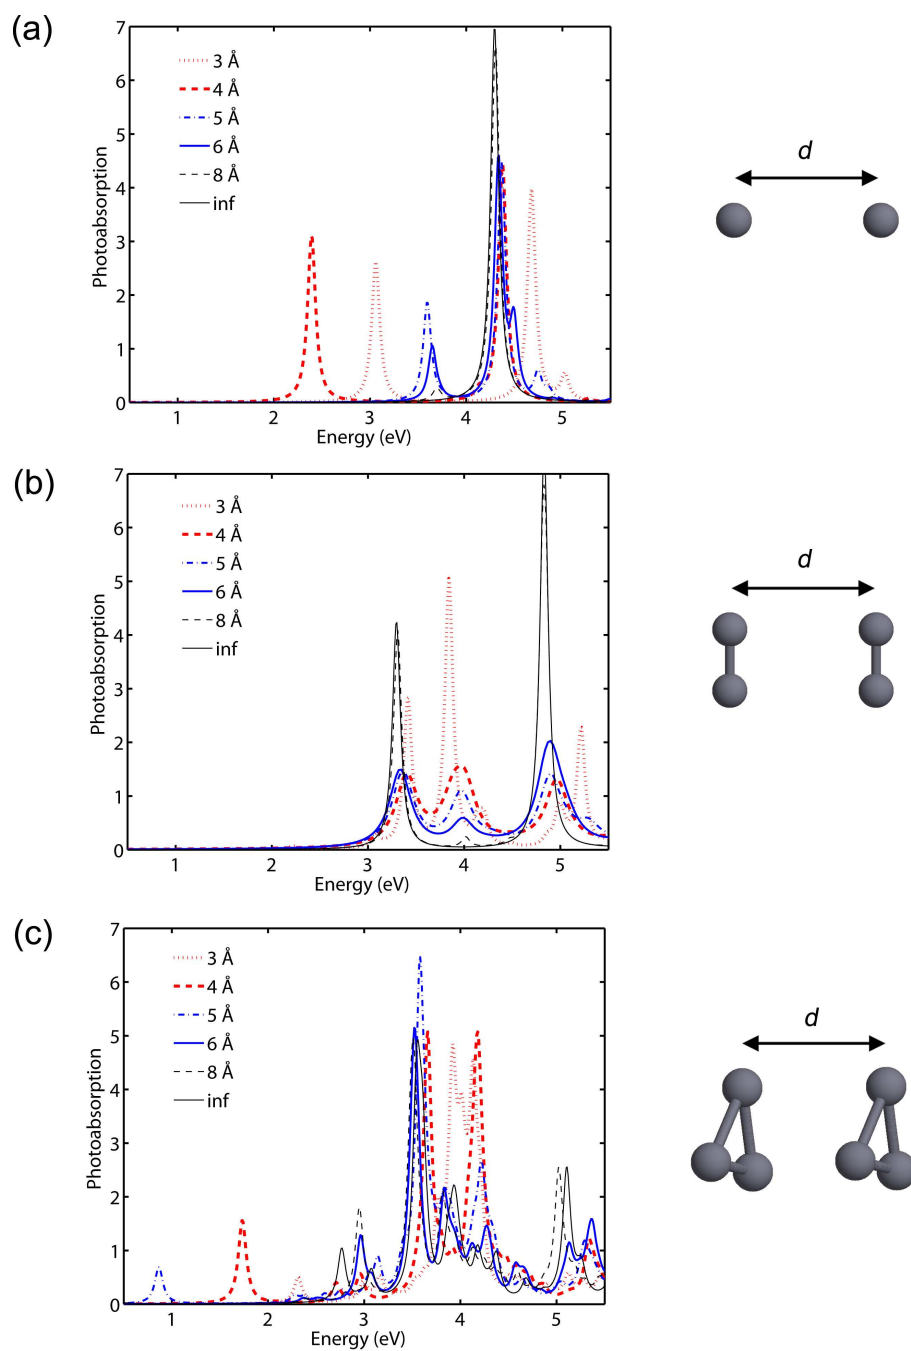 (a)
7
6
5
4
3
2
1
0
Photoabsorption
3 Å
4 Å
5 Å
6 Å
8 Å
inf
1 2 3 4 5
Energy (eV)
d
(b)
7
6
5
4
3
2
1
0
Photoabsorption
3 Å
4 Å
5 Å
6 Å
8 Å
inf
1 2 3 4 5
Energy (eV)
d
(c)
7
6
5
4
3
2
1
0
Photoabsorption
3 Å
4 Å
5 Å
6 Å
8 Å
inf
1 2 3 4 5
Energy (eV)
d